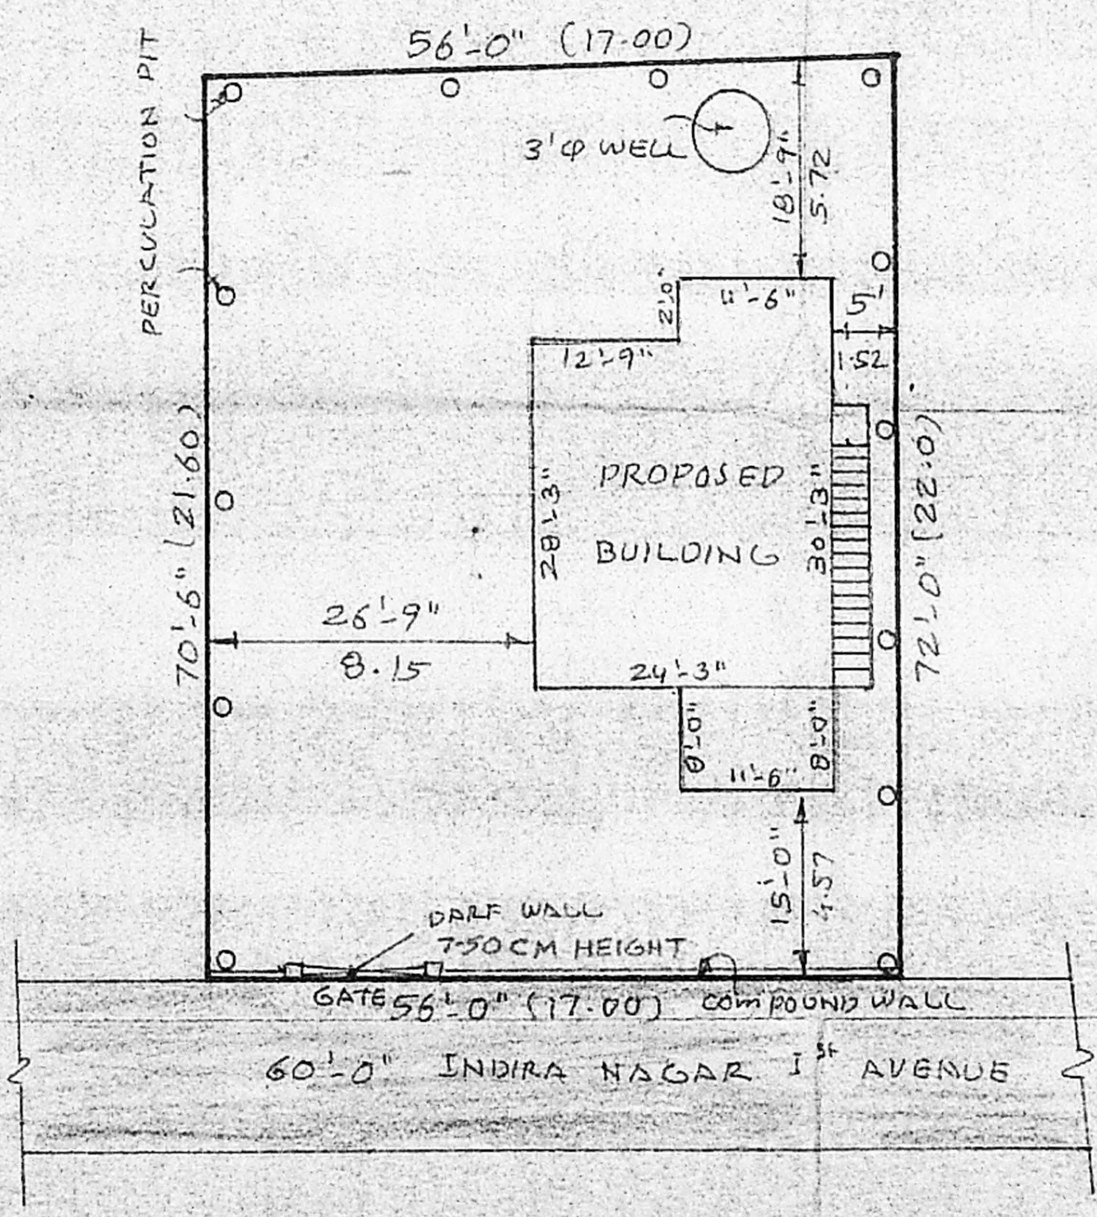 56'-0" (17.00)
PERCULATION PIT
3'φ WELL
18'-9"
5.72
2'-0"
11'-6"
5'-0
1.52
12'-9"
70'-6" (21.60)
28'-3"
PROPOSED
BUILDING
30'-3"
72'-0" (22.0)
26'-9"
8.15
24'-3"
8'-0"
8'-0"
11'-6"
15'-0"
4.57
DARF WALL
7-50CM HEIGHT
GATE 56'-0" (17.00) COMPOUND WALL
60'-0" INDIRA NAGAR Ist AVENUE